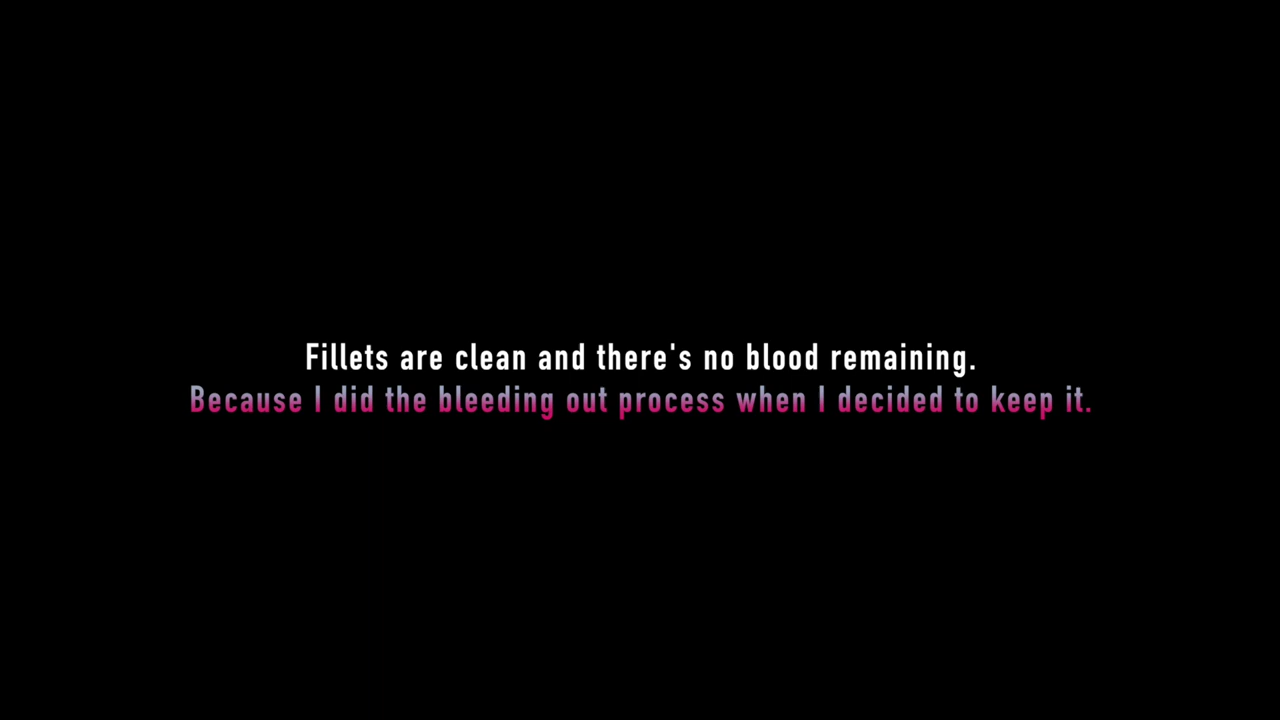 Fillets are clean and there's no blood remaining.
Because I did the bleeding out process when I decided to keep it.